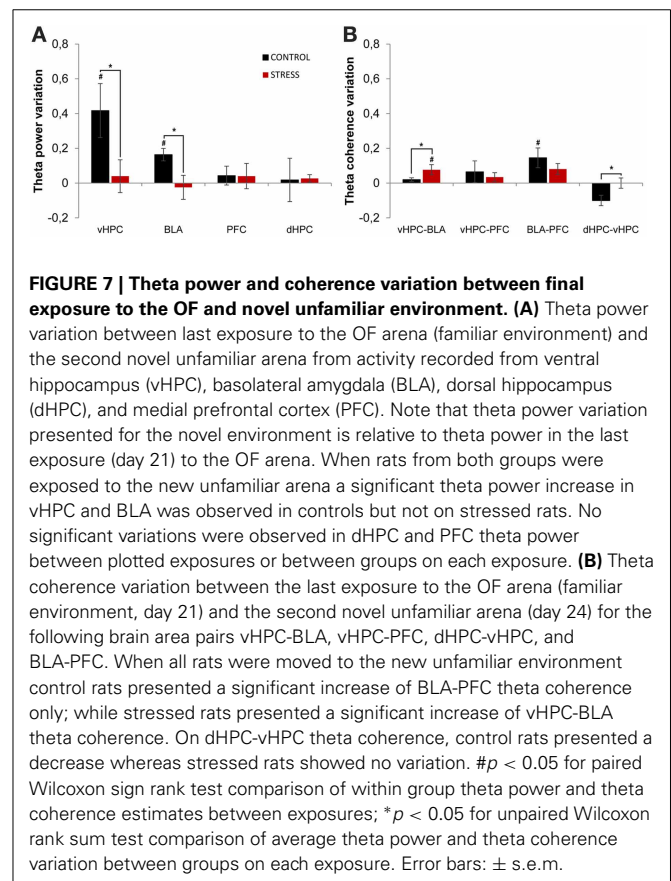 A
B
0,8
0,6
0,4
0,2
0
-0,2
Theta power variation
# * # *
CONTROL
STRESS
vHPC BLA PFC dHPC
0,8
0,6
0,4
0,2
0
-0,2
Theta coherence variation
* # # *
vHPC-BLA vHPC-PFC BLA-PFC dHPC-vHPC
FIGURE 7 | Theta power and coherence variation between final
exposure to the OF and novel unfamiliar environment. (A) Theta power
variation between last exposure to the OF arena (familiar environment) and
the second novel unfamiliar arena from activity recorded from ventral
hippocampus (vHPC), basolateral amygdala (BLA), dorsal hippocampus
(dHPC), and medial prefrontal cortex (PFC). Note that theta power variation
presented for the novel environment is relative to theta power in the last
exposure (day 21) to the OF arena. When rats from both groups were
exposed to the new unfamiliar arena a significant theta power increase in
vHPC and BLA was observed in controls but not on stressed rats. No
significant variations were observed in dHPC and PFC theta power
between plotted exposures or between groups on each exposure. (B) Theta
coherence variation between the last exposure to the OF arena (familiar
environment, day 21) and the second novel unfamiliar arena (day 24) for the
following brain area pairs vHPC-BLA, vHPC-PFC, dHPC-vHPC, and
BLA-PFC. When all rats were moved to the new unfamiliar environment
control rats presented a significant increase of BLA-PFC theta coherence
only; while stressed rats presented a significant increase of vHPC-BLA
theta coherence. On dHPC-vHPC theta coherence, control rats presented a
decrease whereas stressed rats showed no variation. #p < 0.05 for paired
Wilcoxon sign rank test comparison of within group theta power and theta
coherence estimates between exposures; *p < 0.05 for unpaired Wilcoxon
rank sum test comparison of average theta power and theta coherence
variation between groups on each exposure. Error bars: ± s.e.m.